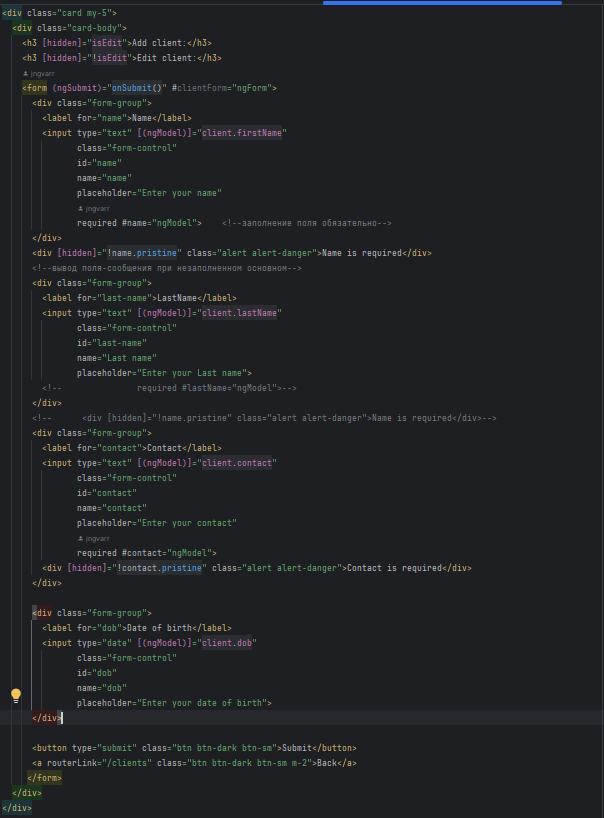 <div class="card my-5">
<div class="card-body">
<h3 [hidden]="isEdit">Add client:</h3>
<h3 [hidden]="!isEdit">Edit client:</h3>
jngvarr
<form (ngSubmit)="onSubmit()" #clientForm="ngForm">
<div class="form-group">
<label for="name">Name</label>
<input type="text" [(ngModel)]="client.firstName"
class="form-control"
id="name"
name="name"
placeholder="Enter your name"
jngvarr
required #name="ngModel"> <!--заполнение поля обязательно-->
</div>
<div [hidden]="!name.pristine" class="alert alert-danger">Name is required</div>
<!--вывод поля-сообщения при незаполненном основном-->
<div class="form-group">
<label for="last-name">LastName</label>
<input type="text" [(ngModel)]="client.lastName"
class="form-control"
id="last-name"
name="Last name"
placeholder="Enter your Last name">
<!-- required #lastName="ngModel">-->
</div>
<!-- <div [hidden]="!name.pristine" class="alert alert-danger">Name is required</div>-->
<div class="form-group">
<label for="contact">Contact</label>
<input type="text" [(ngModel)]="client.contact"
class="form-control"
id="contact"
name="contact"
placeholder="Enter your contact"
jngvarr
required #contact="ngModel">
<div [hidden]="!contact.pristine" class="alert alert-danger">Contact is required</div>
</div>
<div class="form-group">
<label for="dob">Date of birth</label>
<input type="date" [(ngModel)]="client.dob"
class="form-control"
id="dob"
name="dob"
placeholder="Enter your date of birth">
</div>
<button type="submit" class="btn btn-dark btn-sm">Submit</button>
<a routerLink="/clients" class="btn btn-dark btn-sm m-2">Back</a>
</form>
</div>
</div>